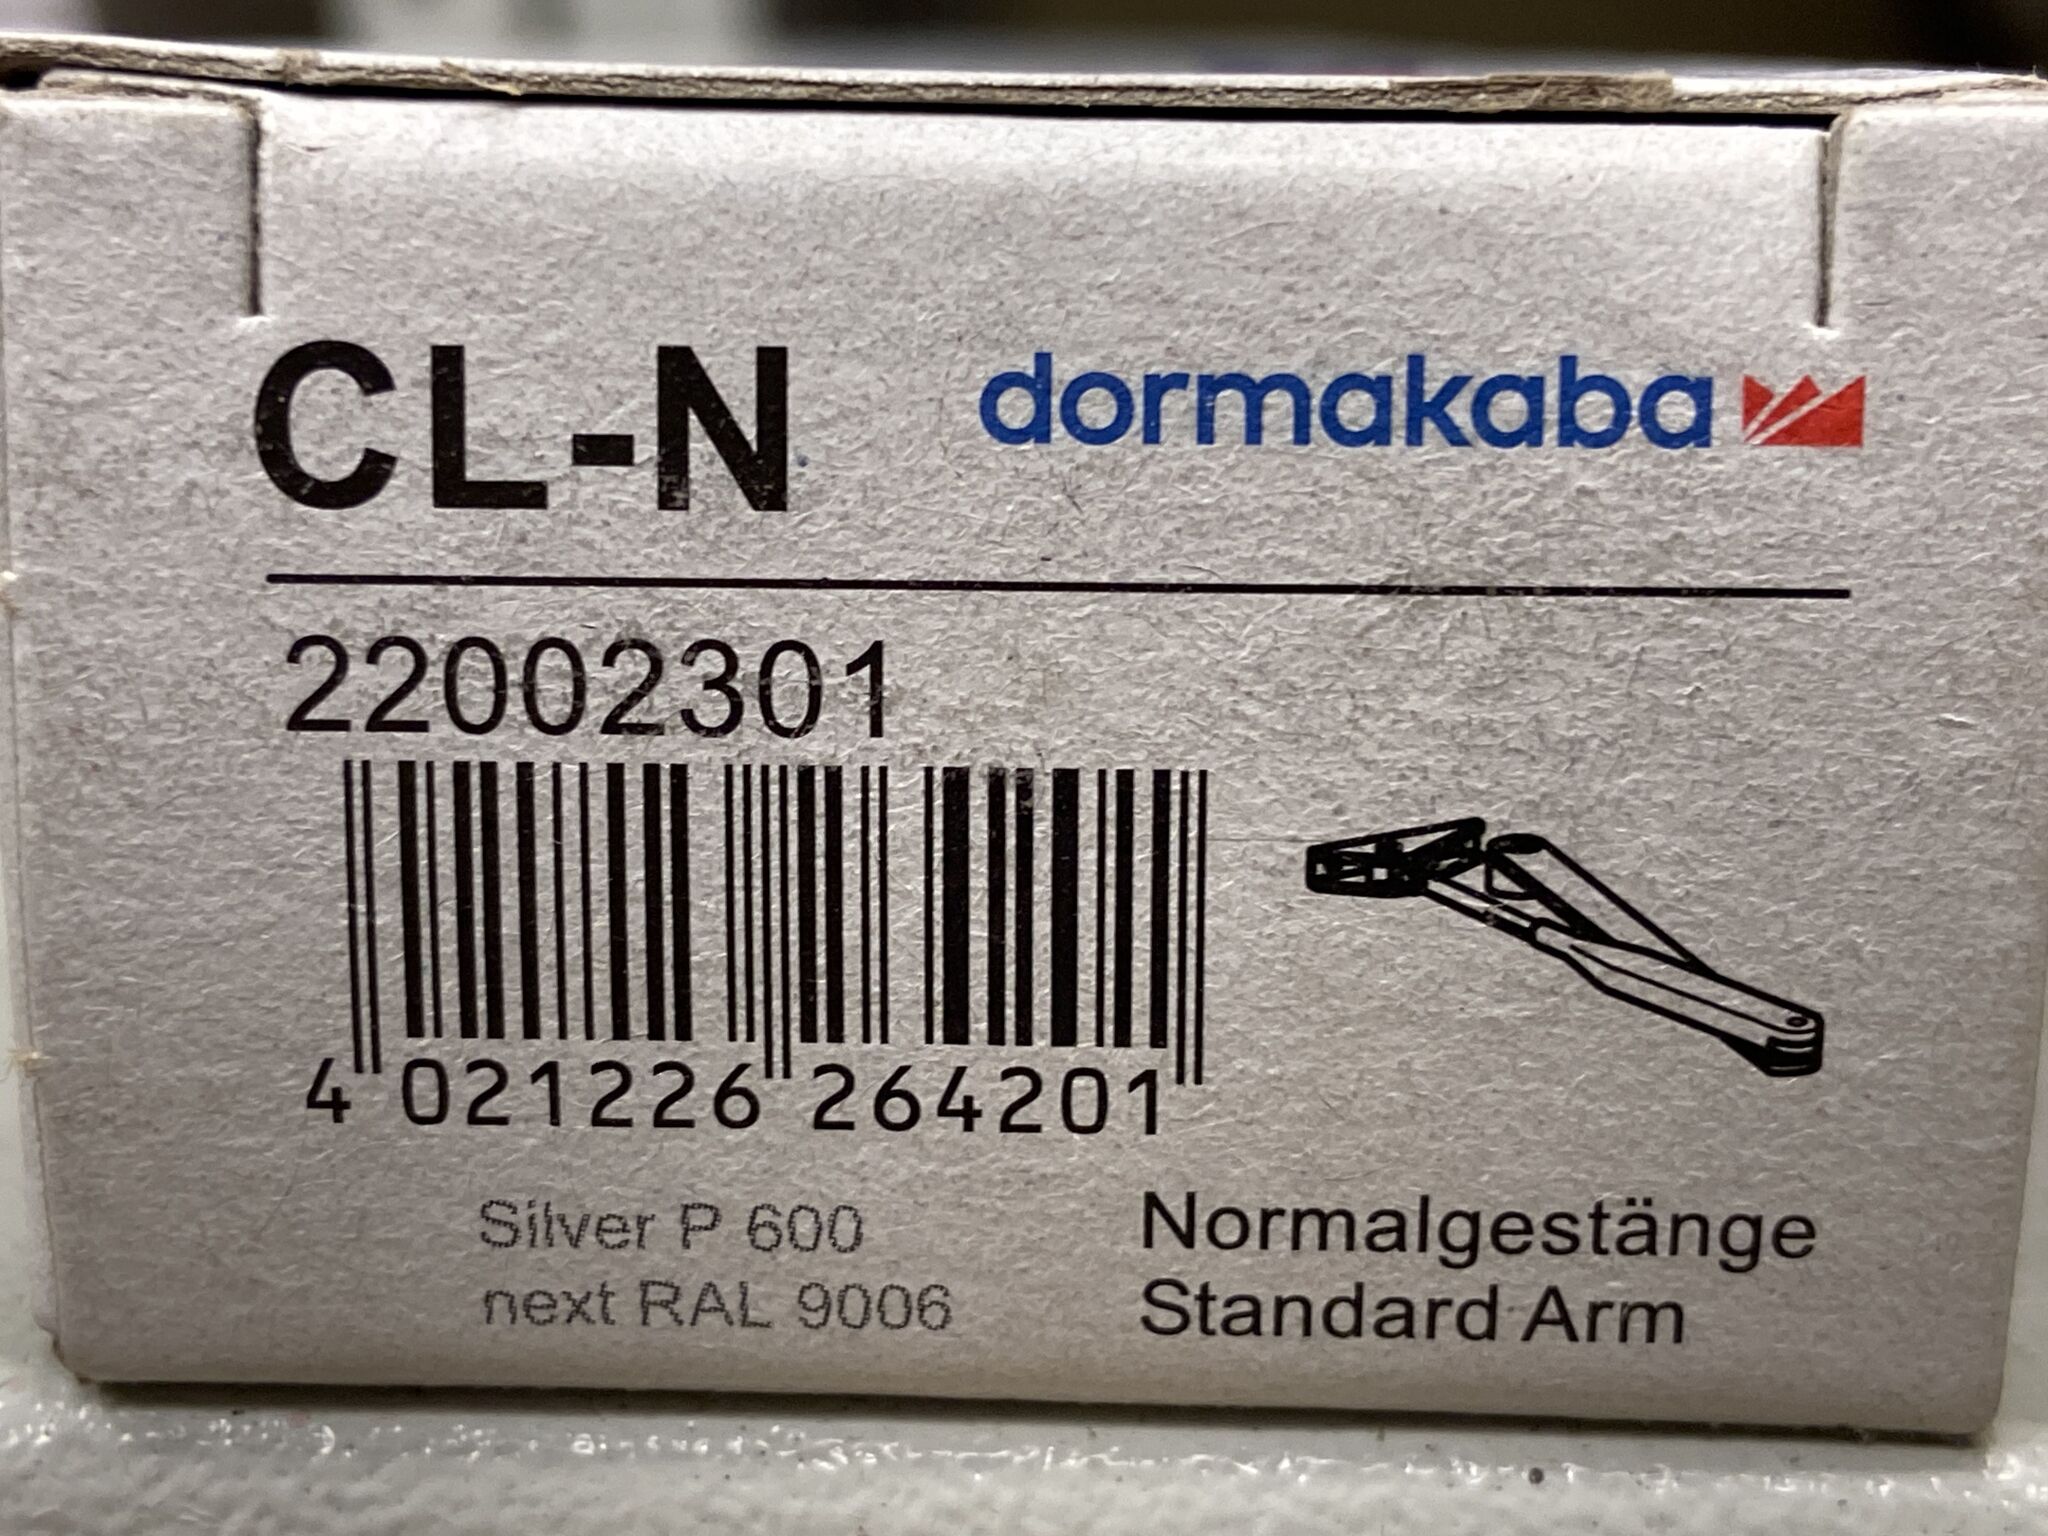 CL-N dormakaba
22002301
4 021226 264201
Silver P 600
next RAL 9006
Normalgestänge
Standard Arm